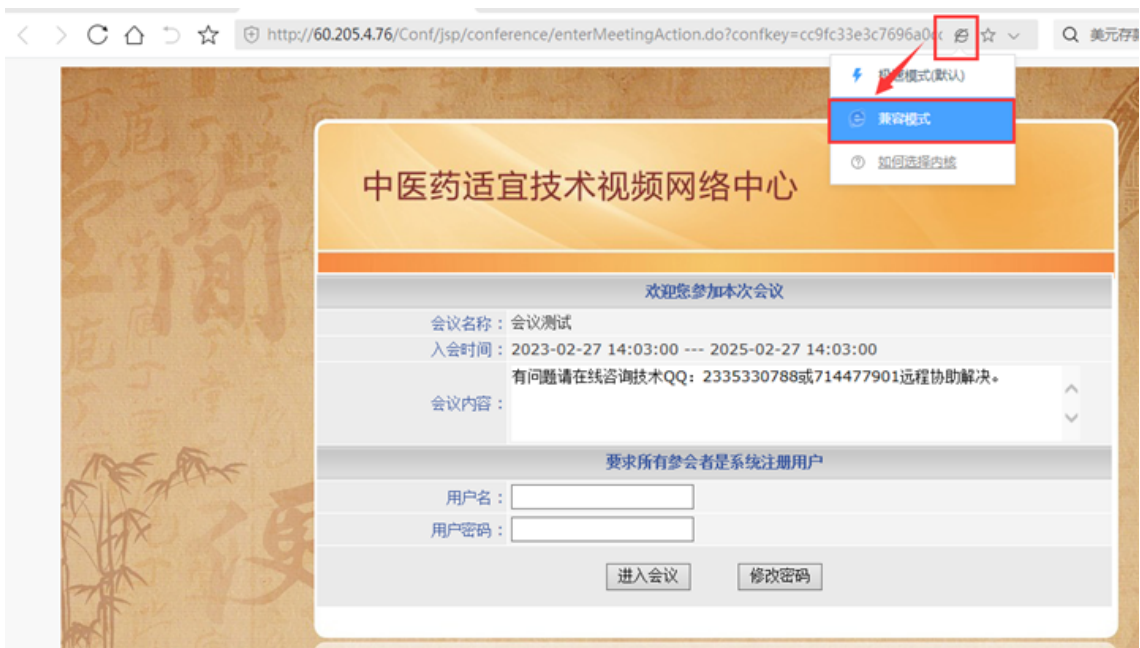 http://60.205.4.76/Conf/jsp/conference/enterMeetingAction.do?confkey=cc9fc33e3c7696a0
美元存款
极速模式(默认)
兼容模式
如何选择内核
中医药适宜技术视频网络中心
欢迎您参加本次会议
会议名称：会议测试
入会时间：2023-02-27 14:03:00 --- 2025-02-27 14:03:00
有问题请在线咨询技术QQ：2335330788或714477901远程协助解决。
会议内容：
要求所有参会者是系统注册用户
用户名：
用户密码：
进入会议 修改密码